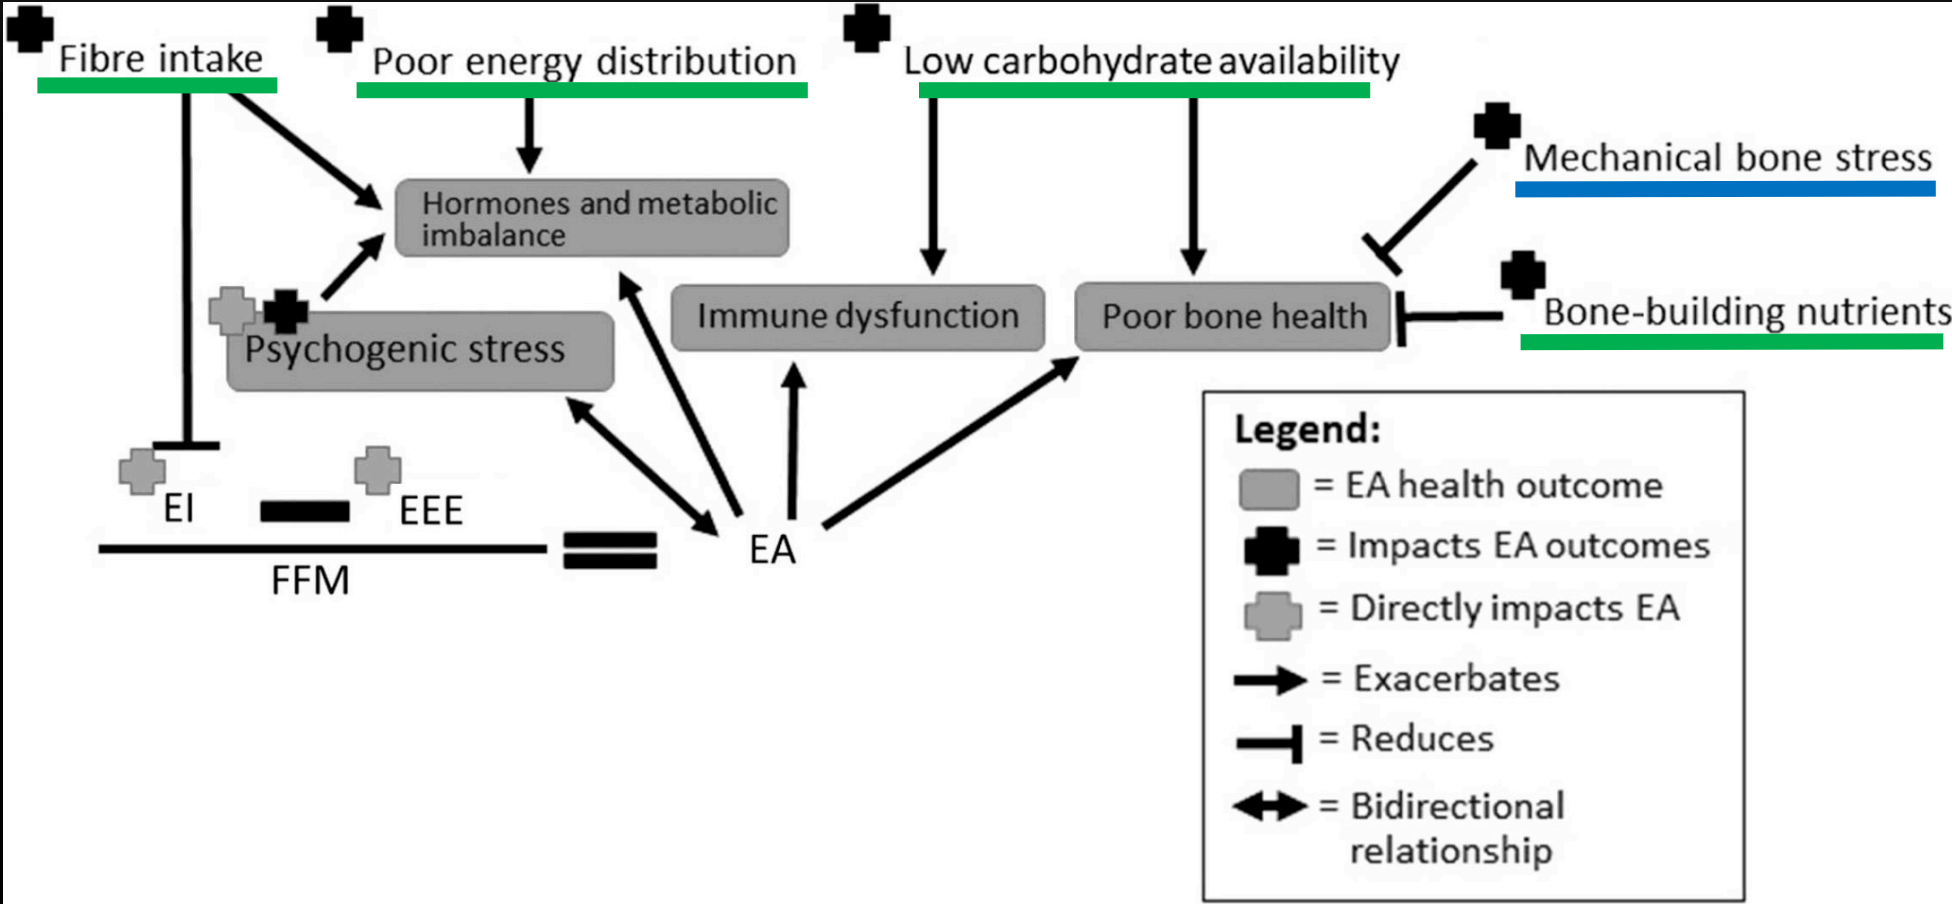 Fibre intake
Poor energy distribution
Low carbohydrate availability
Mechanical bone stress
Hormones and metabolic
imbalance
Immune dysfunction
Poor bone health
Bone-building nutrients
Psychogenic stress
EI
EEE
FFM
EA
Legend:
= EA health outcome
= Impacts EA outcomes
= Directly impacts EA
= Exacerbates
= Reduces
= Bidirectional
relationship